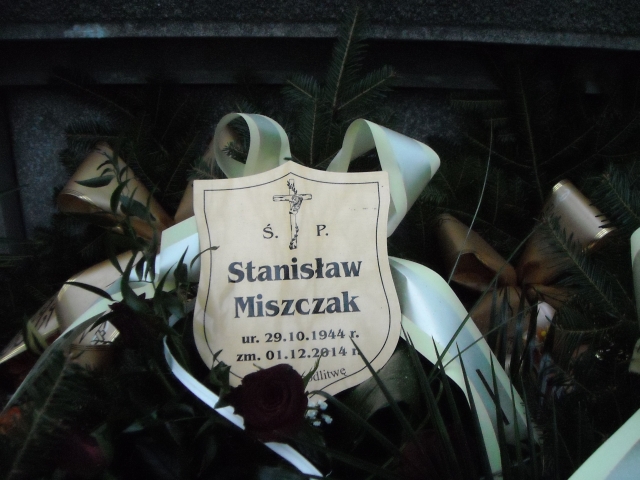 Ś. P.
Stanisław
Miszczak
ur. 29.10.1944 r.
zm. 01.12.2014 r.